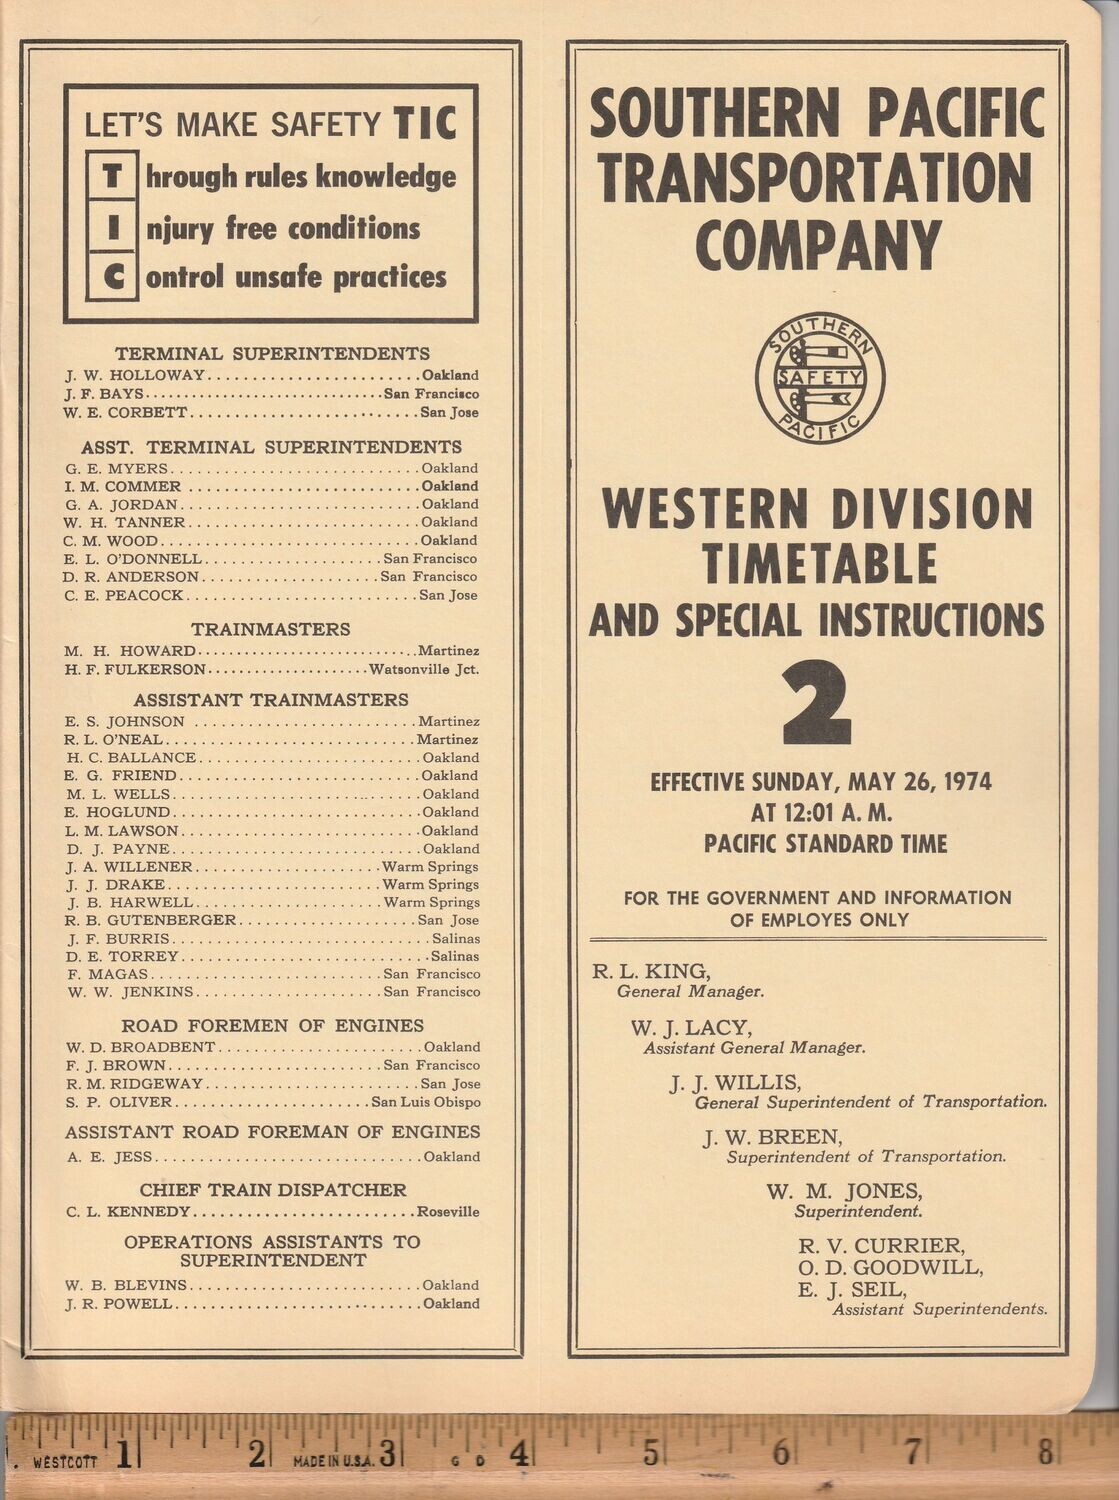 LET'S MAKE SAFETY TIC
Through rules knowledge
Injury free conditions
Control unsafe practices
TERMINAL SUPERINTENDENTS
J. W. HOLLOWAY........................Oakland
J. F. BAYS..............................San Francisco
W. E. CORBETT.........................San Jose
ASST. TERMINAL SUPERINTENDENTS
G. E. MYERS...........................Oakland
I. M. COMMER.........................Oakland
G. A. JORDAN..........................Oakland
W. H. TANNER.........................Oakland
C. M. WOOD............................Oakland
E. L. O'DONNELL....................San Francisco
D. R. ANDERSON....................San Francisco
C. E. PEACOCK.........................San Jose
TRAINMASTERS
M. H. HOWARD........................Martinez
H. F. FULKERSON....................Watsonville Jct.
ASSISTANT TRAINMASTERS
E. S. JOHNSON.........................Martinez
R. L. O'NEAL...........................Martinez
H. C. BALLANCE........................Oakland
E. G. FRIEND..........................Oakland
M. L. WELLS...........................Oakland
E. HOGLUND...........................Oakland
L. M. LAWSON..........................Oakland
D. J. PAYNE...........................Oakland
J. A. WILLENER.....................Warm Springs
J. J. DRAKE........................Warm Springs
J. B. HARWELL.....................Warm Springs
R. B. GUTENBERGER....................San Jose
J. F. BURRIS............................Salinas
D. E. TORREY...........................Salinas
F. MAGAS.........................San Francisco
W. W. JENKINS....................San Francisco
ROAD FOREMEN OF ENGINES
W. D. BROADBENT......................Oakland
F. J. BROWN.......................San Francisco
R. M. RIDGEWAY.......................San Jose
S. P. OLIVER.....................San Luis Obispo
ASSISTANT ROAD FOREMAN OF ENGINES
A. E. JESS.............................Oakland
CHIEF TRAIN DISPATCHER
C. L. KENNEDY........................Roseville
OPERATIONS ASSISTANTS TO
SUPERINTENDENT
W. B. BLEVINS.........................Oakland
J. R. POWELL..........................Oakland
SOUTHERN PACIFIC
TRANSPORTATION
COMPANY
SOUTHERN
SAFETY
PACIFIC
WESTERN DIVISION
TIMETABLE
AND SPECIAL INSTRUCTIONS
2
EFFECTIVE SUNDAY, MAY 26, 1974
AT 12:01 A. M.
PACIFIC STANDARD TIME
FOR THE GOVERNMENT AND INFORMATION
OF EMPLOYES ONLY
R. L. KING,
General Manager.
W. J. LACY,
Assistant General Manager.
J. J. WILLIS,
General Superintendent of Transportation.
J. W. BREEN,
Superintendent of Transportation.
W. M. JONES,
Superintendent.
R. V. CURRIER,
O. D. GOODWILL,
E. J. SEIL,
Assistant Superintendents.
WESTCOTT 1 2 MADE IN U.S.A. 3 G D 4 5 6 7 8